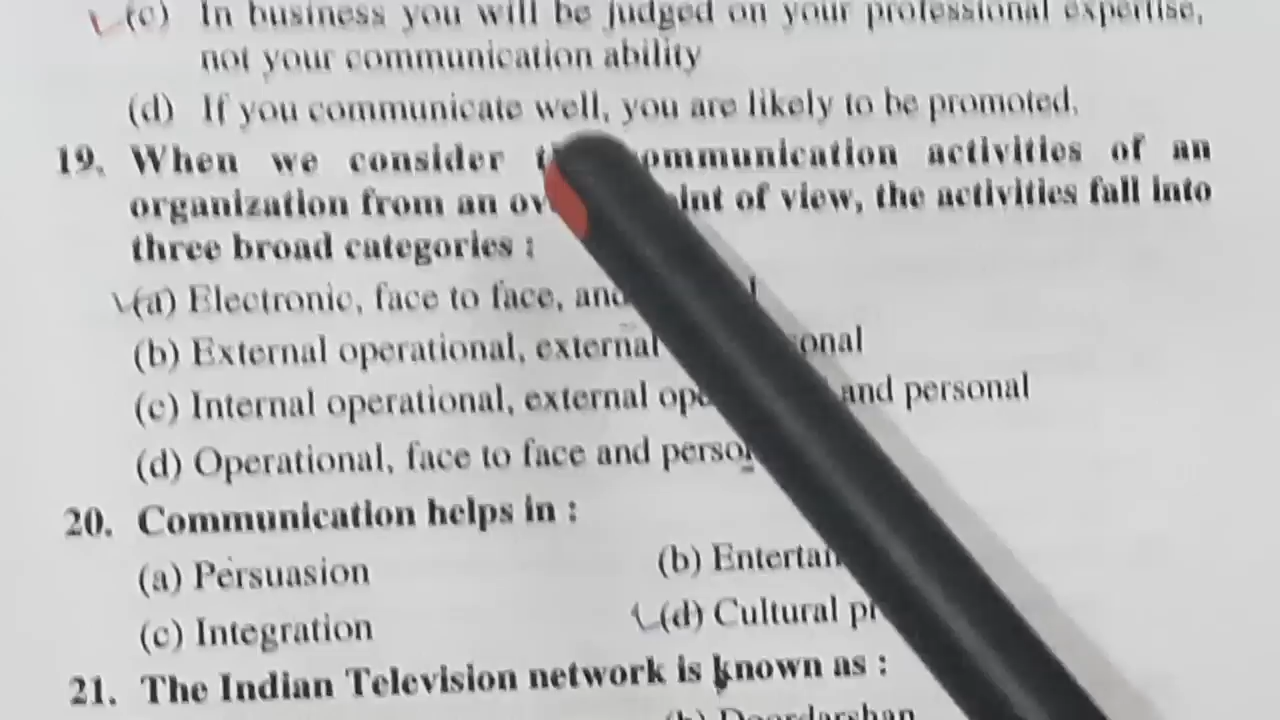 (c) In business you will be judged on your professional expertise,
not your communication ability
(d) If you communicate well, you are likely to be promoted.
19. When we consider communication activities of an
organization from an of view, the activities fall into
three broad categories :
(a) Electronic, face to face, and
(b) External operational, external
(c) Internal operational, external and personal
(d) Operational, face to face and
20. Communication helps in :
(a) Persuasion (b)
(c) Integration (d) Cultural
21. The Indian Television network is known as :
(b) Doordarshan